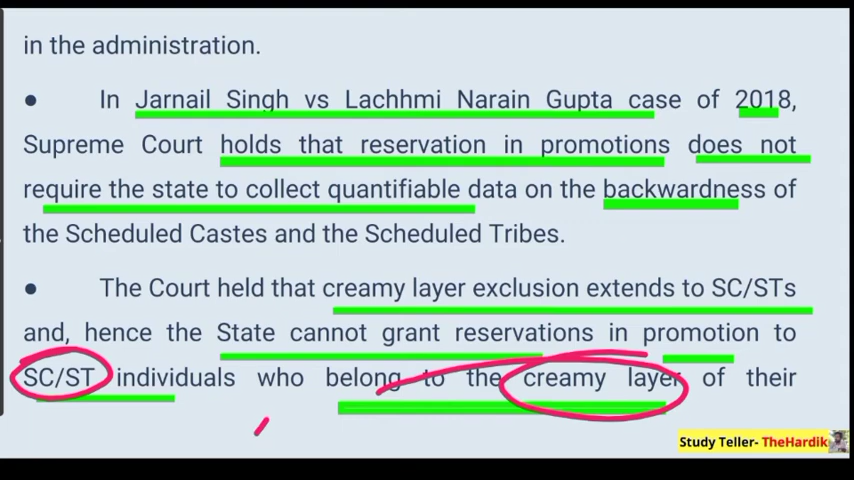 in the administration.
● In Jarnail Singh vs Lachhmi Narain Gupta case of 2018,
Supreme Court holds that reservation in promotions does not
require the state to collect quantifiable data on the backwardness of
the Scheduled Castes and the Scheduled Tribes.
● The Court held that creamy layer exclusion extends to SC/STs
and, hence the State cannot grant reservations in promotion to
SC/ST individuals who belong to the creamy layer of their
Study Teller- TheHardik